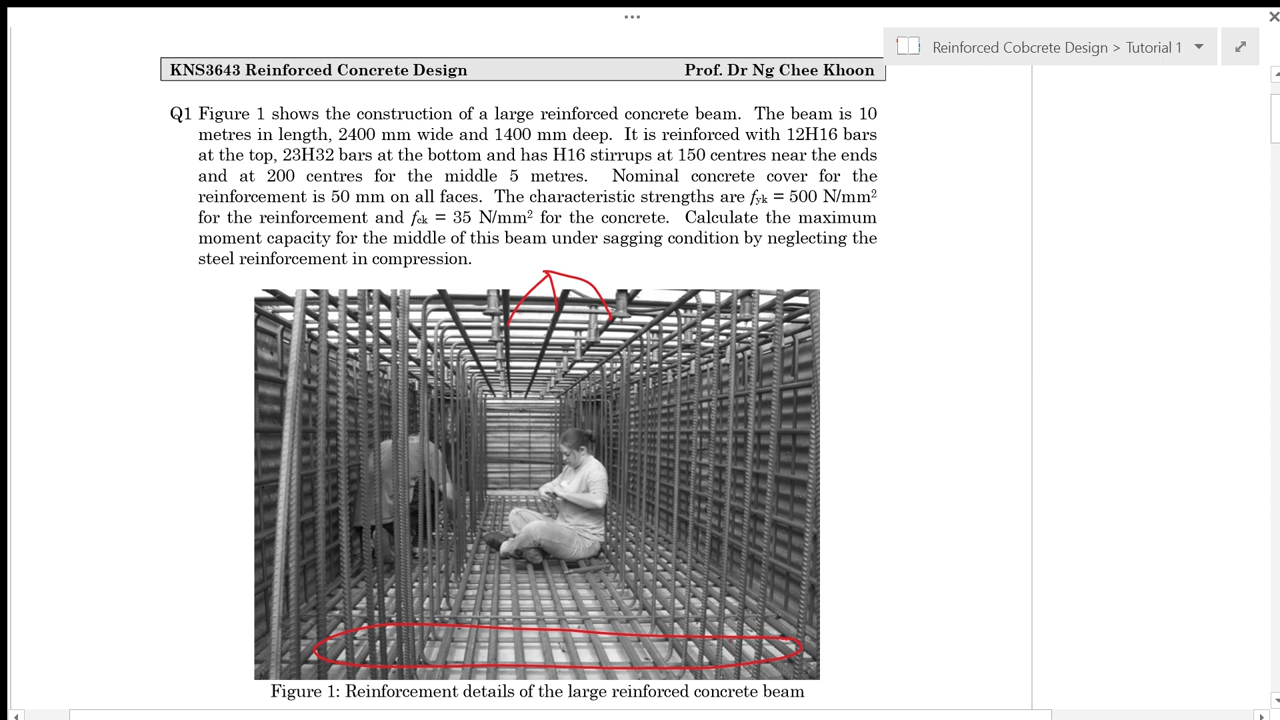 Reinforced Cobcrete Design > Tutorial 1
KNS3643 Reinforced Concrete Design Prof. Dr Ng Chee Khoon
Q1 Figure 1 shows the construction of a large reinforced concrete beam. The beam is 10
metres in length, 2400 mm wide and 1400 mm deep. It is reinforced with 12H16 bars
at the top, 23H32 bars at the bottom and has H16 stirrups at 150 centres near the ends
and at 200 centres for the middle 5 metres. Nominal concrete cover for the
reinforcement is 50 mm on all faces. The characteristic strengths are fyk = 500 N/mm²
for the reinforcement and fck = 35 N/mm² for the concrete. Calculate the maximum
moment capacity for the middle of this beam under sagging condition by neglecting the
steel reinforcement in compression.
Figure 1: Reinforcement details of the large reinforced concrete beam